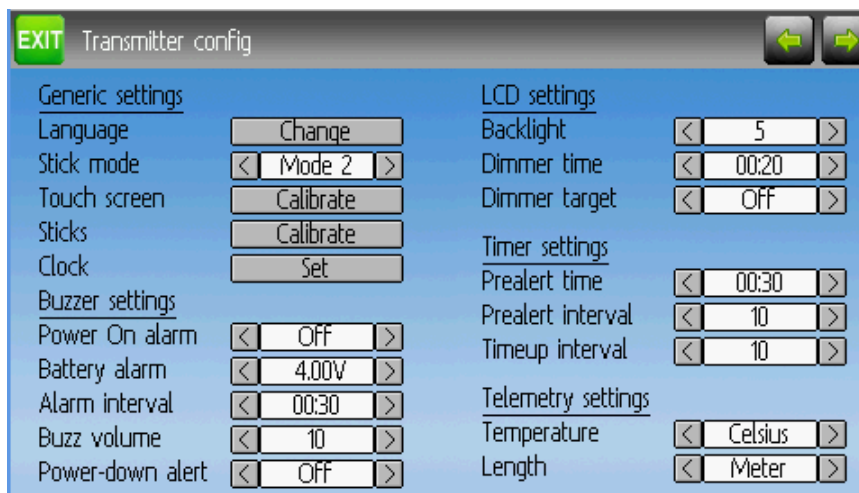 EXIT Transmitter config
Generic settings
Language Change
Stick mode < Mode 2 >
Touch screen Calibrate
Sticks Calibrate
Clock Set
Buzzer settings
Power On alarm < Off >
Battery alarm < 4.00V >
Alarm interval < 00:30 >
Buzz volume < 10 >
Power-down alert < Off >
LCD settings
Backlight < 5 >
Dimmer time < 00:20 >
Dimmer target < Off >
Timer settings
Prealert time < 00:30 >
Prealert interval < 10 >
Timeup interval < 10 >
Telemetry settings
Temperature < Celsius >
Length < Meter >